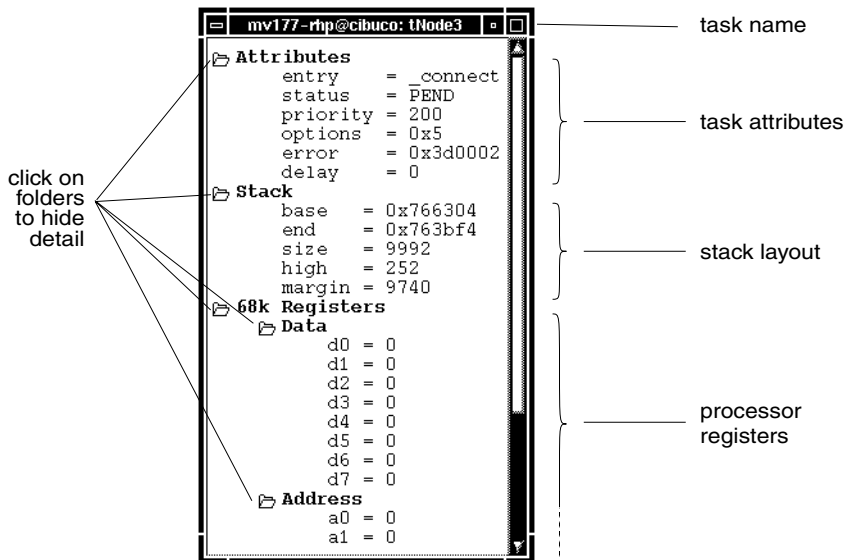 mv177-rhp@cibuco: tNode3
task name
Attributes
entry = _connect
status = PEND
priority = 200
options = 0x5
error = 0x3d0002
delay = 0
task attributes
click on
folders
to hide
detail
Stack
base = 0x766304
end = 0x763bf4
size = 9992
high = 252
margin = 9740
stack layout
68k Registers
Data
d0 = 0
d1 = 0
d2 = 0
d3 = 0
d4 = 0
d5 = 0
d6 = 0
d7 = 0
processor
registers
Address
a0 = 0
a1 = 0